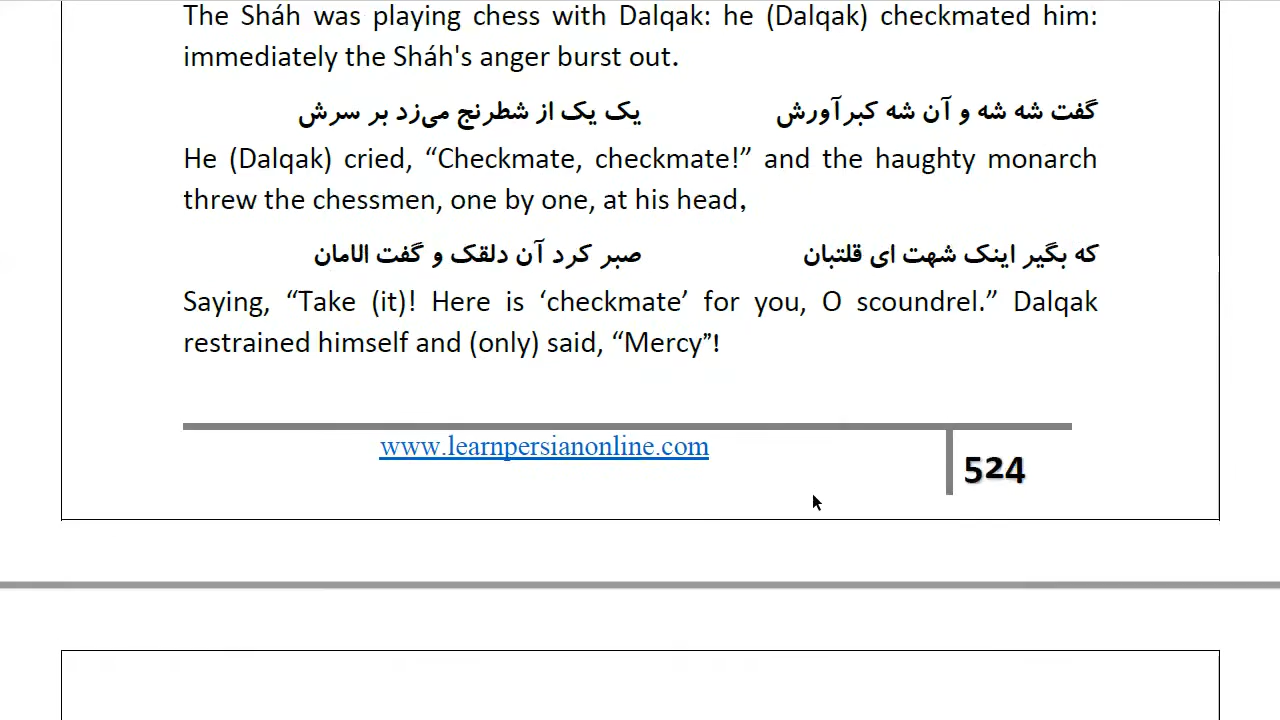 The Sháh was playing chess with Dalqak: he (Dalqak) checkmated him:
immediately the Sháh's anger burst out.
گفت شه شه و آن شه کبرآورش یک یک از شطرنج می‌زد بر سرش
He (Dalqak) cried, “Checkmate, checkmate!” and the haughty monarch
threw the chessmen, one by one, at his head,
که بگیر اینک شهت ای قلتبان صبر کرد آن دلقک و گفت الامان
Saying, “Take (it)! Here is ‘checkmate’ for you, O scoundrel.” Dalqak
restrained himself and (only) said, “Mercy”!
www.learnpersianonline.com
524